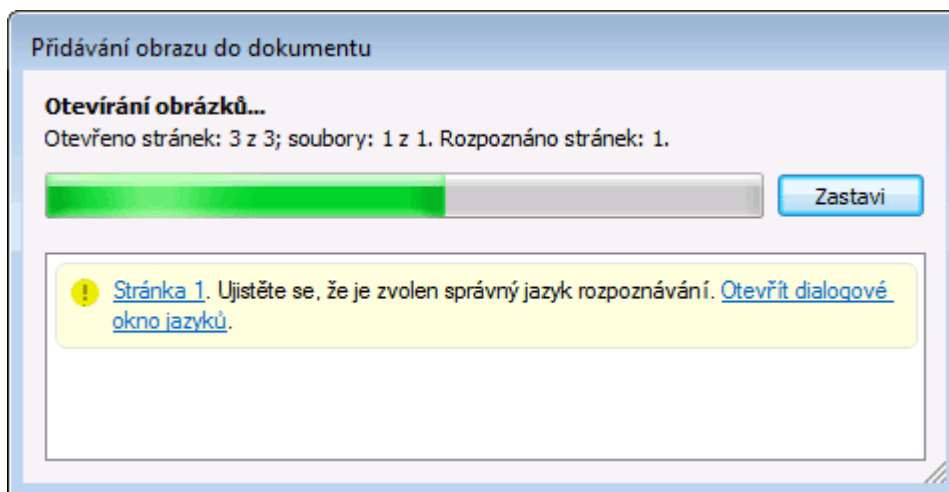 Přidávání obrazu do dokumentu
Otevírání obrázků...
Otevřeno stránek: 3 z 3; soubory: 1 z 1. Rozpoznáno stránek: 1.
Zastavi
Stránka 1. Ujistěte se, že je zvolen správný jazyk rozpoznávání. Otevřít dialogové
okno jazyků.